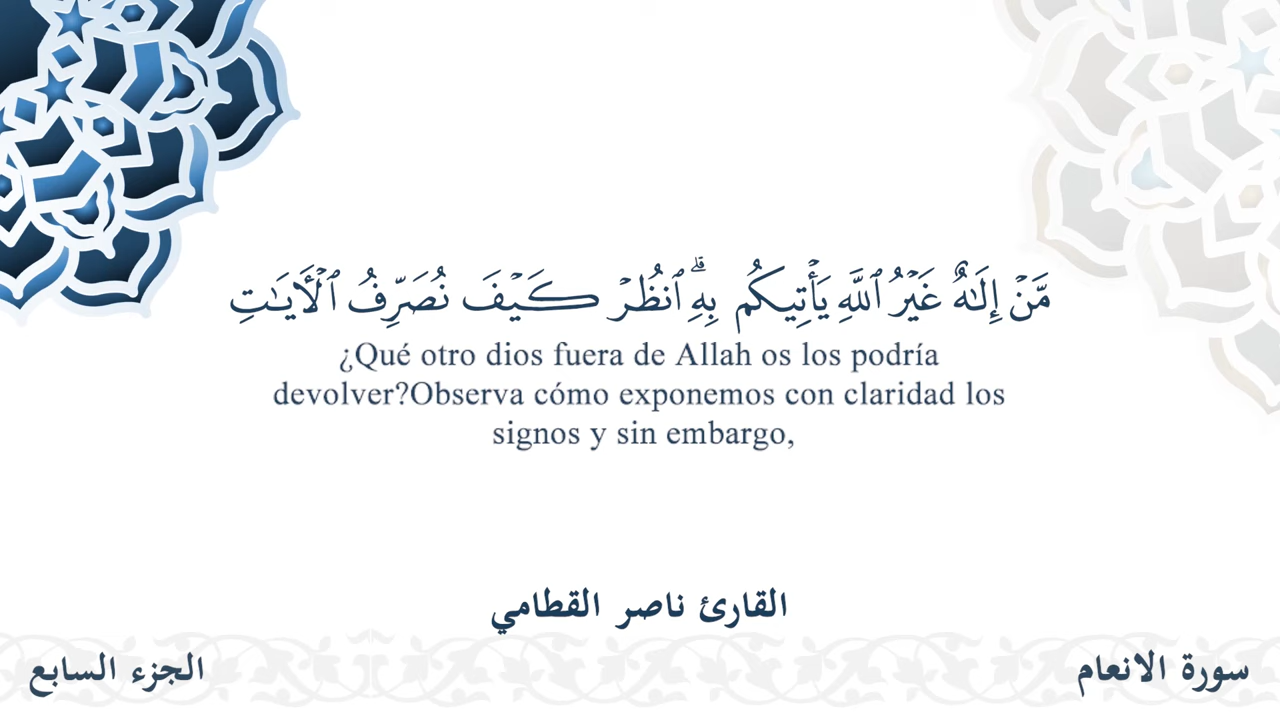 مَّنْ إِلَٰهٌ غَيْرُ ٱللَّهِ يَأْتِيكُم بِهِ ۗ ٱنظُرْ كَيْفَ نُصَرِّفُ ٱلْأَيَٰتِ
¿Qué otro dios fuera de Allah os los podría
devolver?Observa cómo exponemos con claridad los
signos y sin embargo,
القارئ ناصر القطامي
سورة الانعام
الجزء السابع